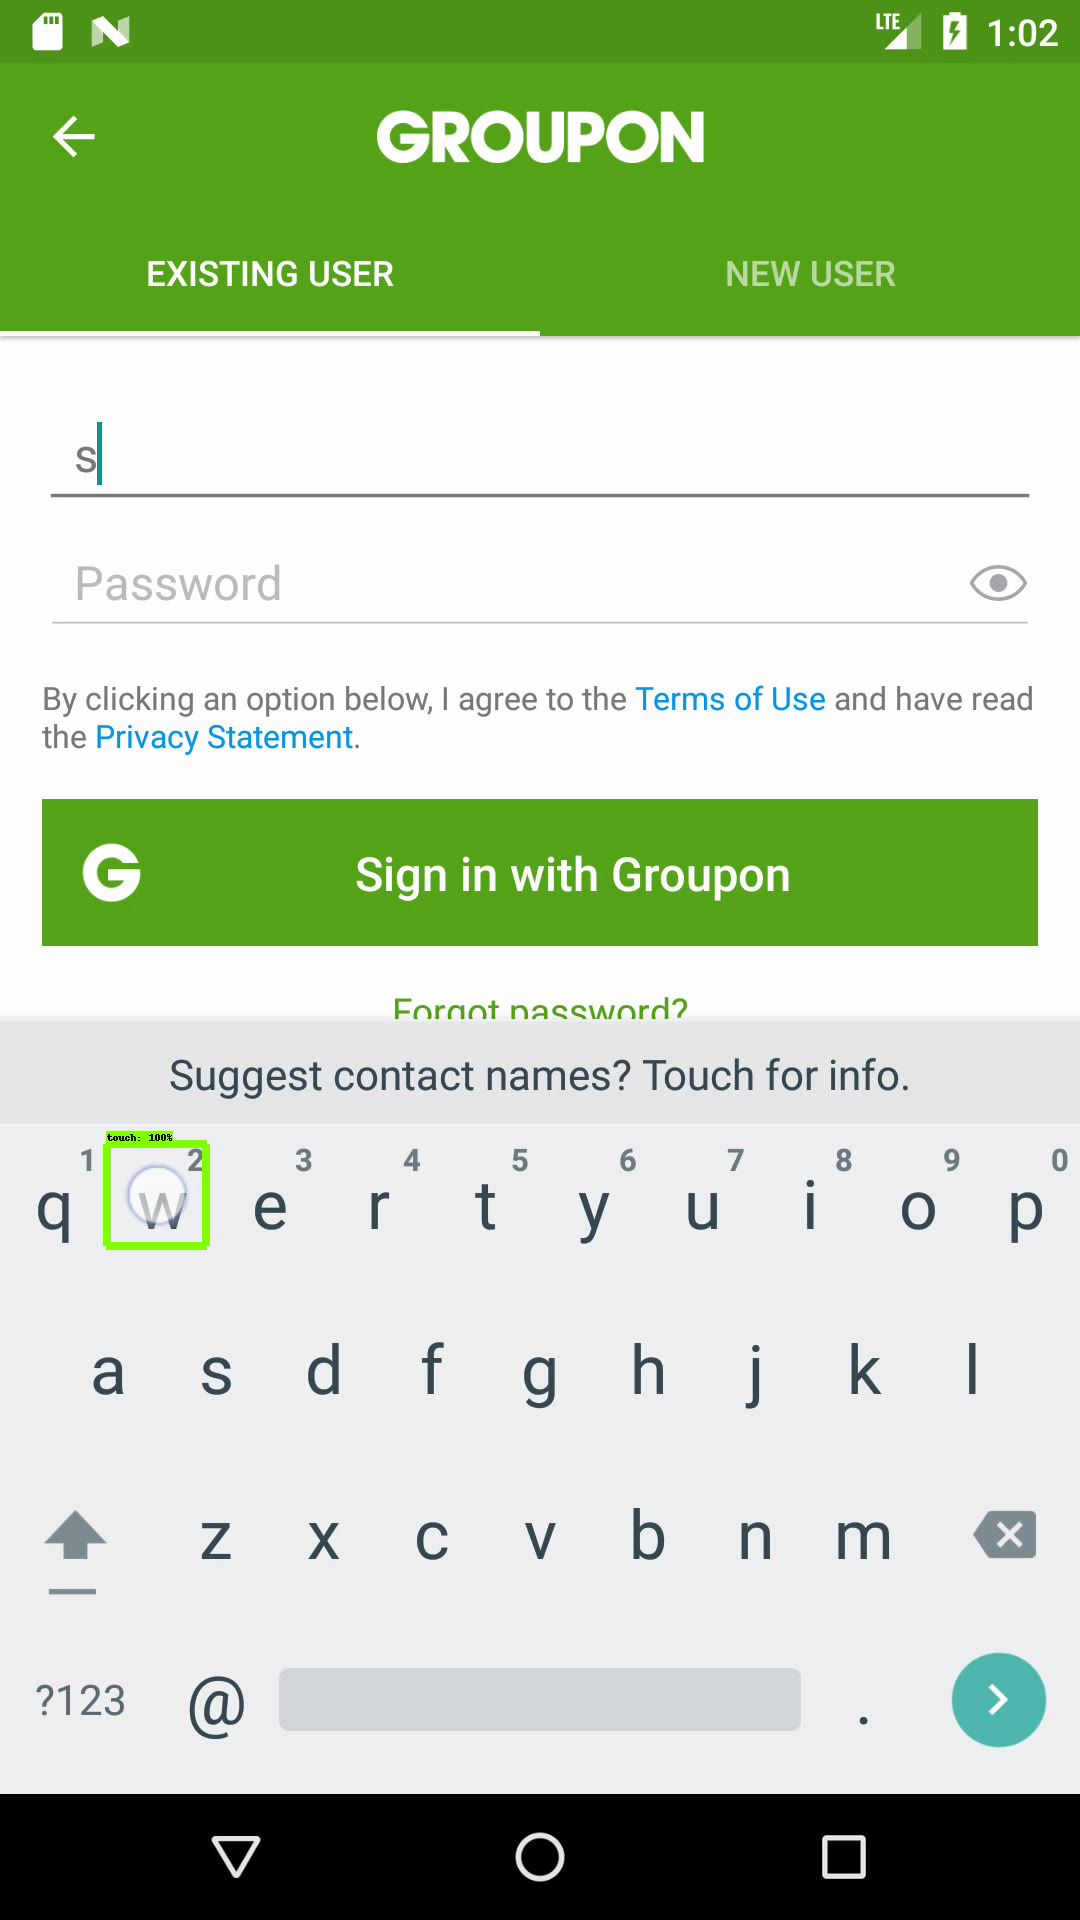 LTE 1:02
GROUPON
EXISTING USER NEW USER
s
Password
By clicking an option below, I agree to the Terms of Use and have read
the Privacy Statement.
G Sign in with Groupon
Forgot password?
Suggest contact names? Touch for info.
touch: 100%
1 2 3 4 5 6 7 8 9 0
q w e r t y u i o p
a s d f g h j k l
z x c v b n m
?123 @ .